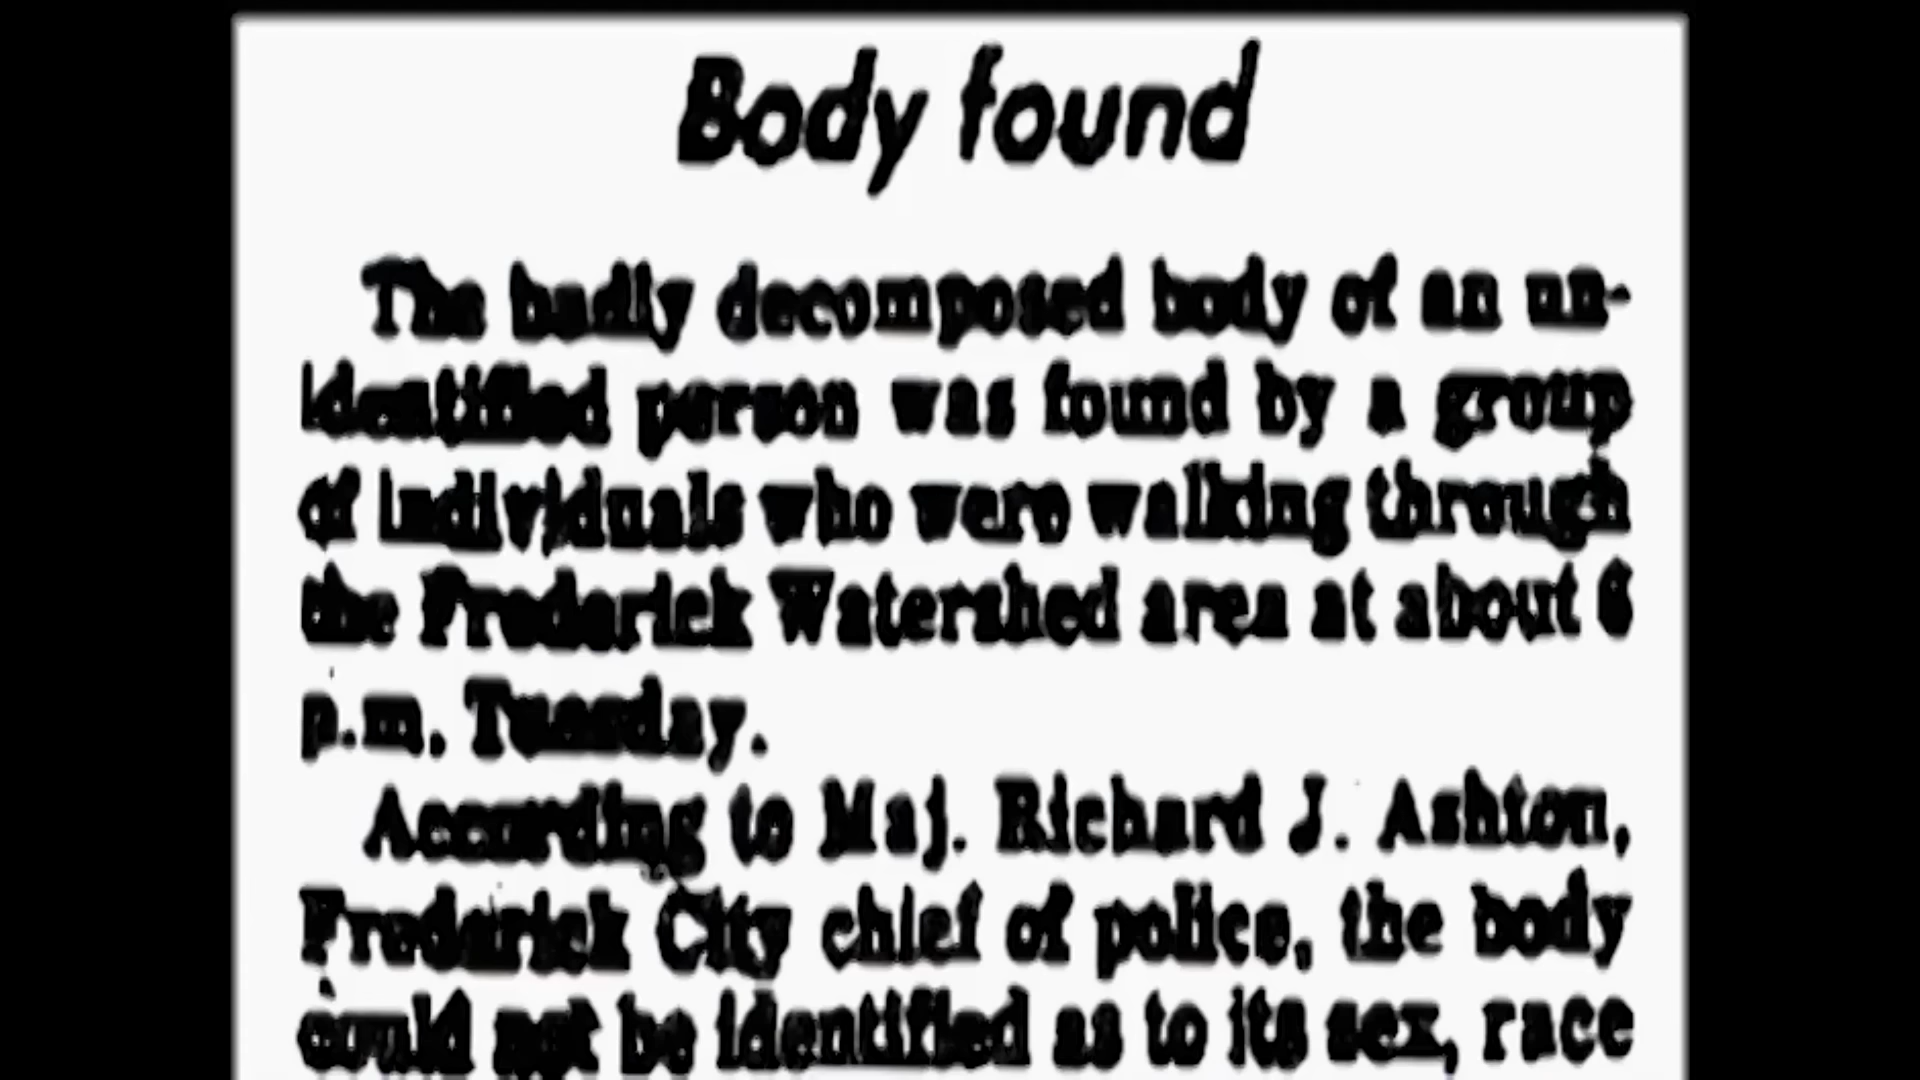 Body found
The badly decomposed body of an un-
identified person was found by a group
of individuals who were walking through
the Frederick Watershed area at about 6
p.m. Tuesday.
According to Maj. Richard J. Ashton,
Frederick City chief of police, the body
could not be identified as to its sex, race